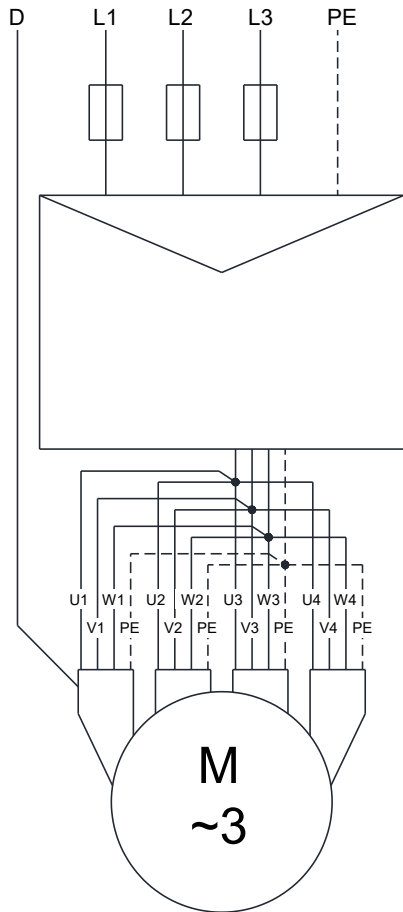 D L1 L2 L3 PE
U1 W1 U2 W2 U3 W3 U4 W4
V1 PE V2 PE V3 PE V4 PE
M
~3